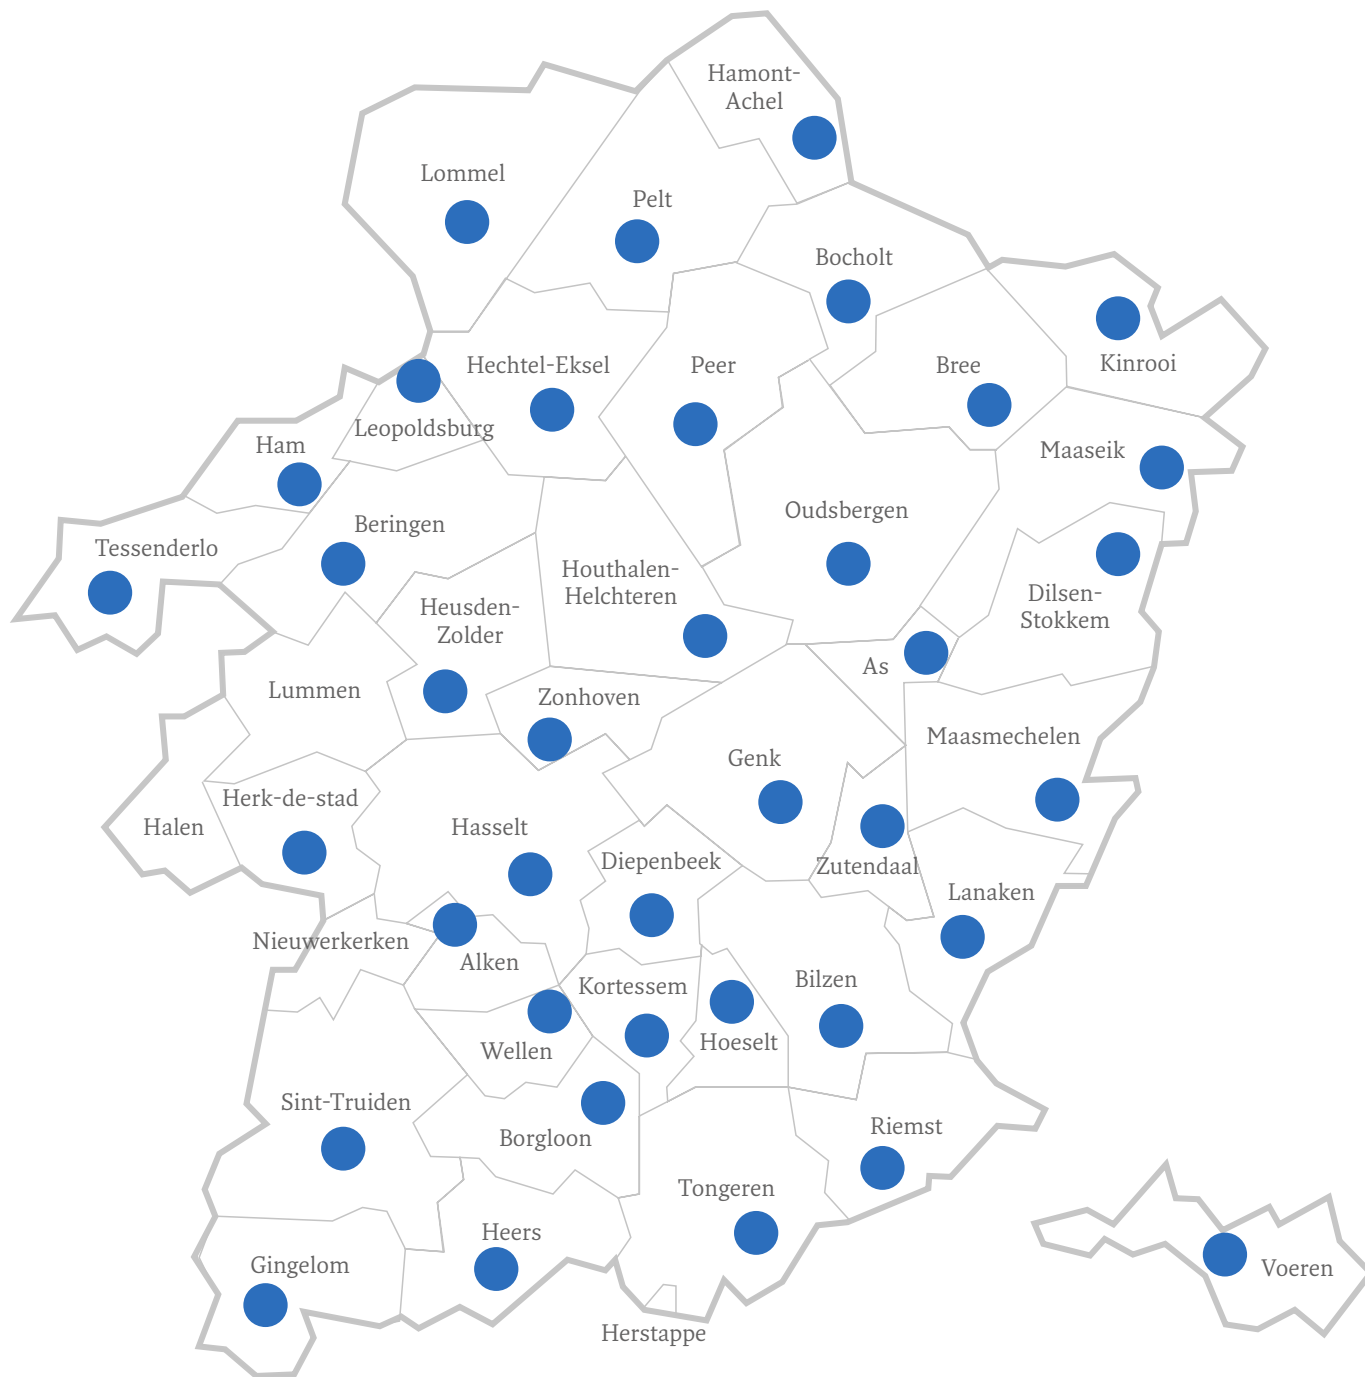 Hamont-
Achel
Lommel
Pelt
Bocholt
Hechtel-Eksel
Peer
Bree
Kinrooi
Leopoldsburg
Ham
Maaseik
Oudsbergen
Beringen
Tessenderlo
Houthalen-
Helchteren
Heusden-
Zolder
Dilsen-
Stokkem
As
Lummen
Zonhoven
Maasmechelen
Genk
Herk-de-stad
Halen
Hasselt
Diepenbeek
Zutendaal
Lanaken
Nieuwerkerken
Alken
Kortessem
Bilzen
Hoeselt
Wellen
Sint-Truiden
Borgloon
Riemst
Tongeren
Heers
Gingelom
Voeren
Herstappe